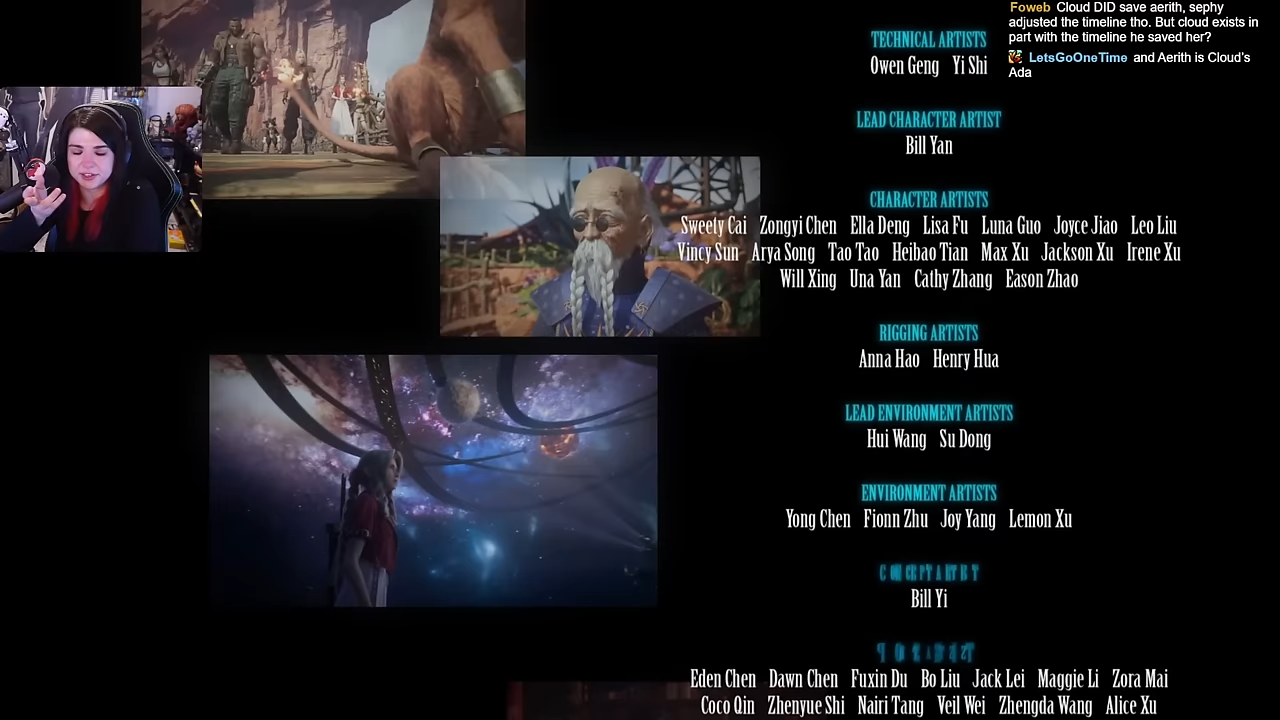 Foweb Cloud DID save aerith, sephy
adjusted the timeline tho. But cloud exists in
part with the timeline he saved her?
LetsGoOneTime and Aerith is Cloud's
Ada
TECHNICAL ARTISTS
Owen Geng Yi Shi
LEAD CHARACTER ARTIST
Bill Yan
CHARACTER ARTISTS
Sweety Cai Zongyi Chen Ella Deng Lisa Fu Luna Guo Joyce Jiao Leo Liu
Vincy Sun Arya Song Tao Tao Heibao Tian Max Xu Jackson Xu Irene Xu
Will Xing Una Yan Cathy Zhang Eason Zhao
RIGGING ARTISTS
Anna Hao Henry Hua
LEAD ENVIRONMENT ARTISTS
Hui Wang Su Dong
ENVIRONMENT ARTISTS
Yong Chen Fionn Zhu Joy Yang Lemon Xu
CONCEPT ARTIST
Bill Yi
Eden Chen Dawn Chen Fuxin Du Bo Liu Jack Lei Maggie Li Zora Mai
Coco Qin Zhenyue Shi Nairi Tang Veil Wei Zhengda Wang Alice Xu